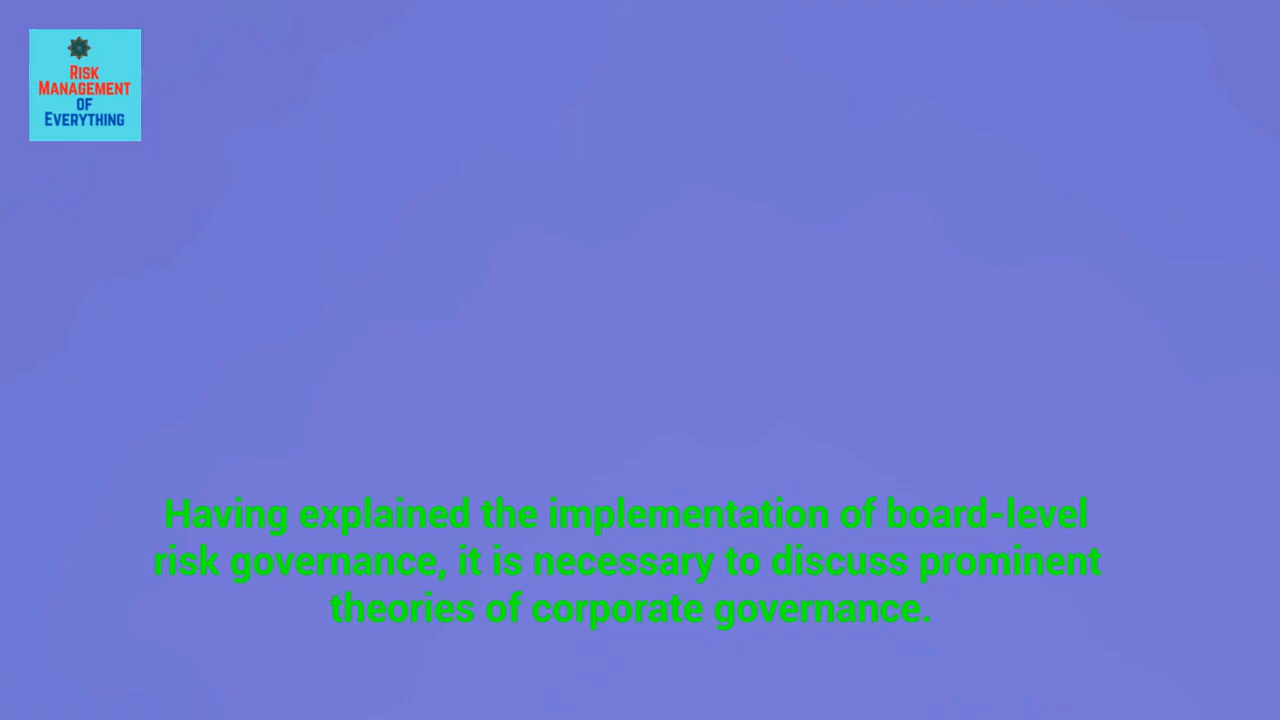 Risk
Management
of
Everything
Having explained the implementation of board-level
risk governance, it is necessary to discuss prominent
theories of corporate governance.